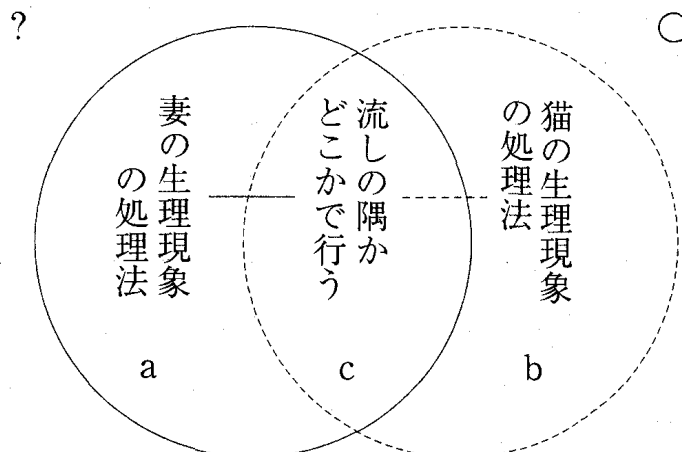 ?
○
妻の生理現象
の処理法
流しの隅か
どこかで行う
猫の生理現象
の処理法
a
c
b